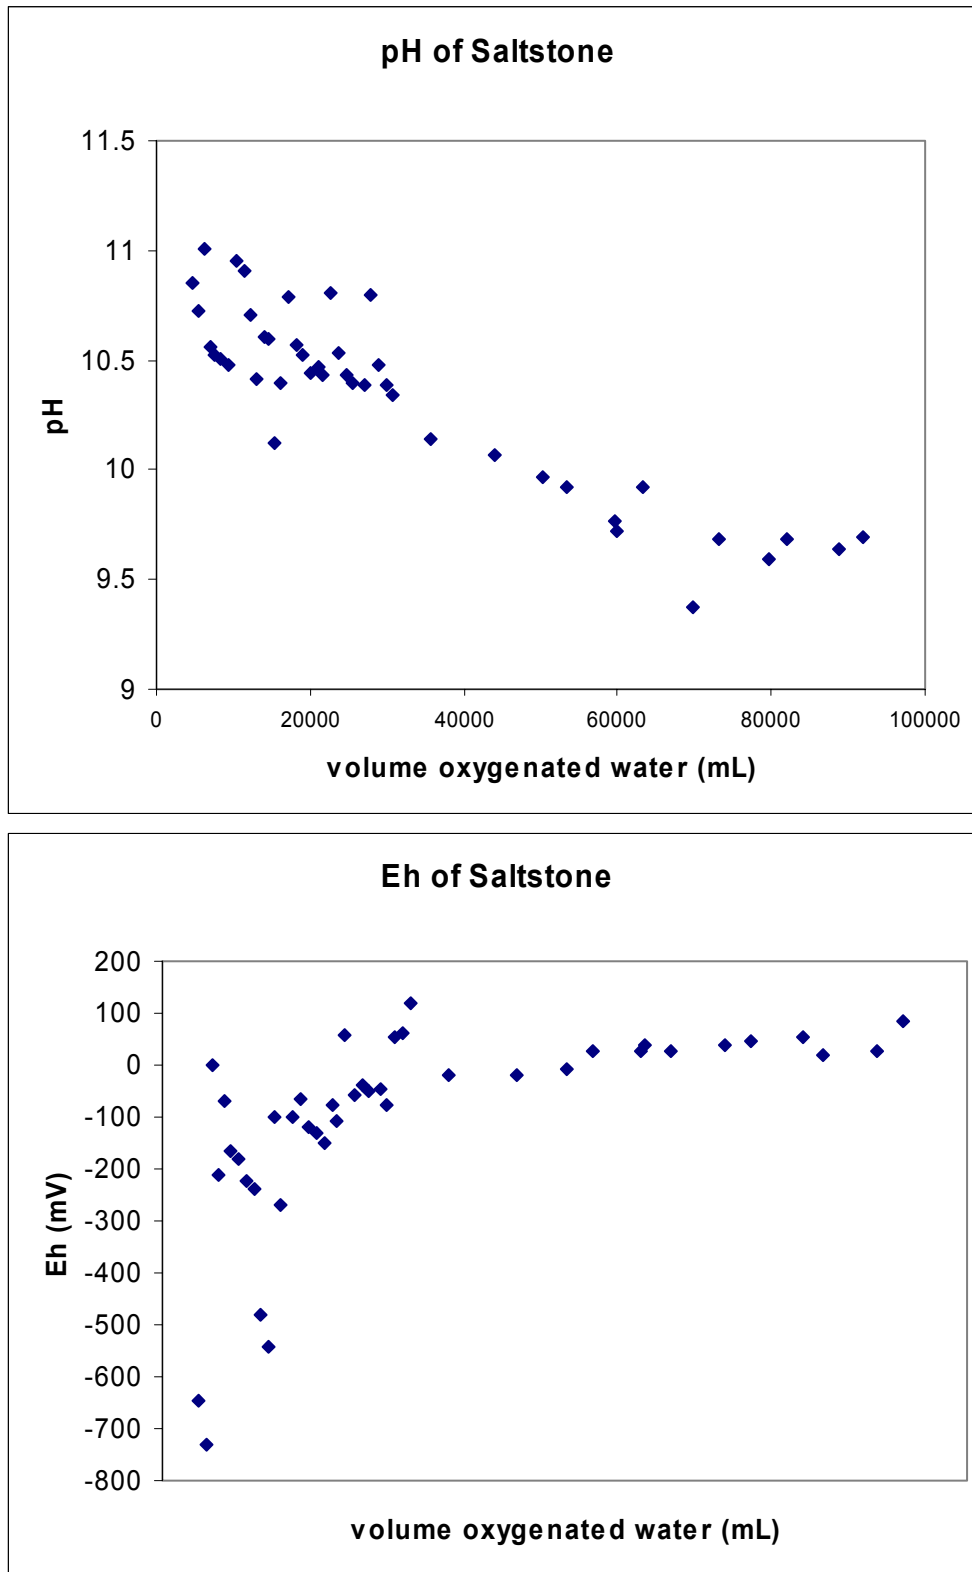 pH of Saltstone
11.5
11
10.5
10
9.5
9
pH
0 20000 40000 60000 80000 100000
volume oxygenated water (mL)
Eh of Saltstone
200
100
0
-100
-200
-300
-400
-500
-600
-700
-800
Eh (mV)
volume oxygenated water (mL)